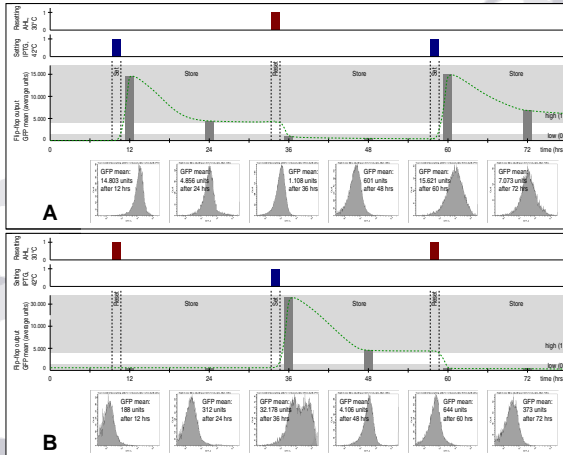 Resetting
AHL,
30°C
1
0
Setting
IPTG,
42°C
1
0
Flip-flop output
GFP mean (average units)
15.000
10.000
5.000
0
Set
Store
Reset
Store
Set
Store
high (1
low (0
0
12
24
36
48
60
72
time (hrs
GFP mean:
14.803 units
after 12 hrs
GFP mean:
4.856 units
after 24 hrs
GFP mean:
1.108 units
after 36 hrs
GFP mean:
601 units
after 48 hrs
GFP mean:
15.621 units
after 60 hrs
GFP mean:
7.073 units
after 72 hrs
A
Resetting
AHL,
30°C
1
0
Setting
IPTG,
42°C
1
0
Flip-flop output
GFP mean (average units)
30.000
10.000
5.000
0
Reset
Store
Set
Store
Reset
Store
high (1
low (0
0
12
24
36
48
60
72
time (hrs
GFP mean:
188 units
after 12 hrs
GFP mean:
312 units
after 24 hrs
GFP mean:
32.178 units
after 36 hrs
GFP mean:
4.106 units
after 48 hrs
GFP mean:
644 units
after 60 hrs
GFP mean:
373 units
after 72 hrs
B